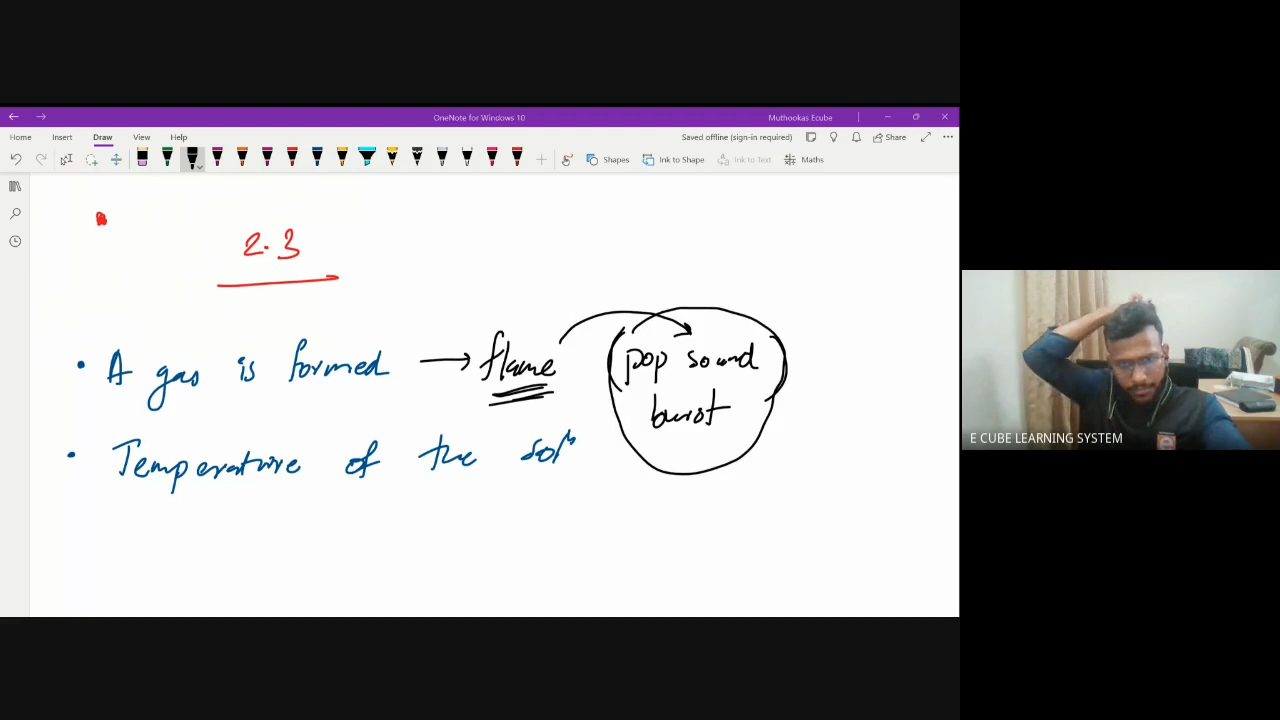 OneNote for Windows 10
Muthookas Ecube
Home Insert Draw View Help
Saved offline (sign-in required)
Share
Shapes
Ink to Shape
Ink to Text
Maths
2.3
• A gas is formed → flame (pop sound
burst
• Temperature of the sol^n
E CUBE LEARNING SYSTEM